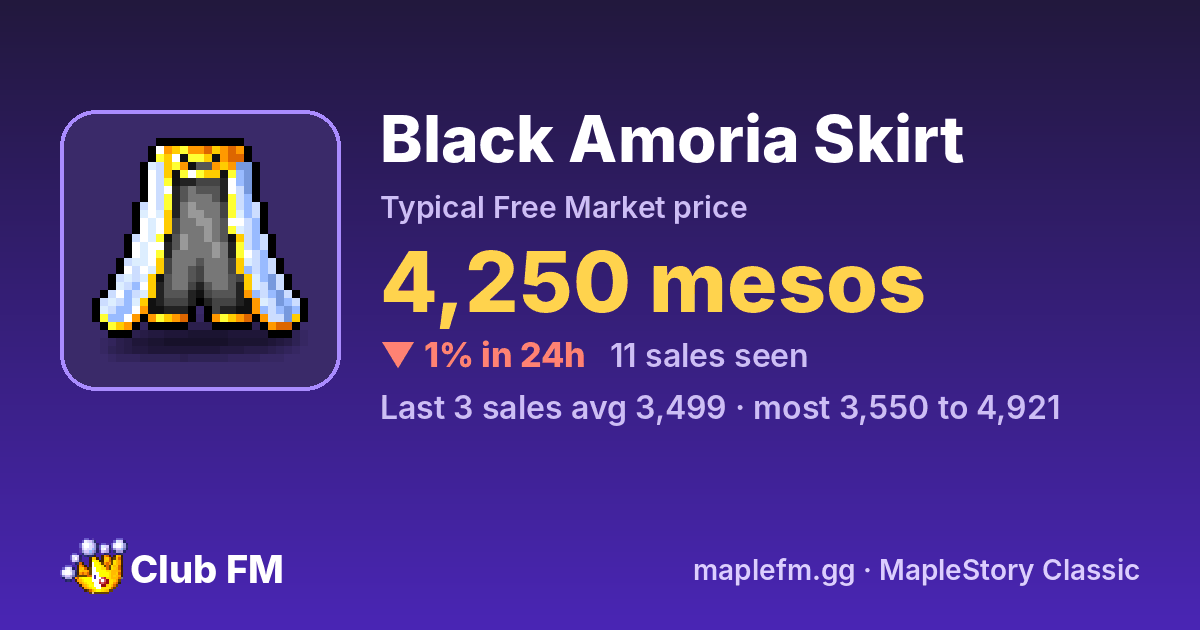 Black Amoria Skirt
Typical Free Market price
4,250 mesos
▼ 1% in 24h 11 sales seen
Last 3 sales avg 3,499 · most 3,550 to 4,921
Club FM
maplefm.gg · MapleStory Classic